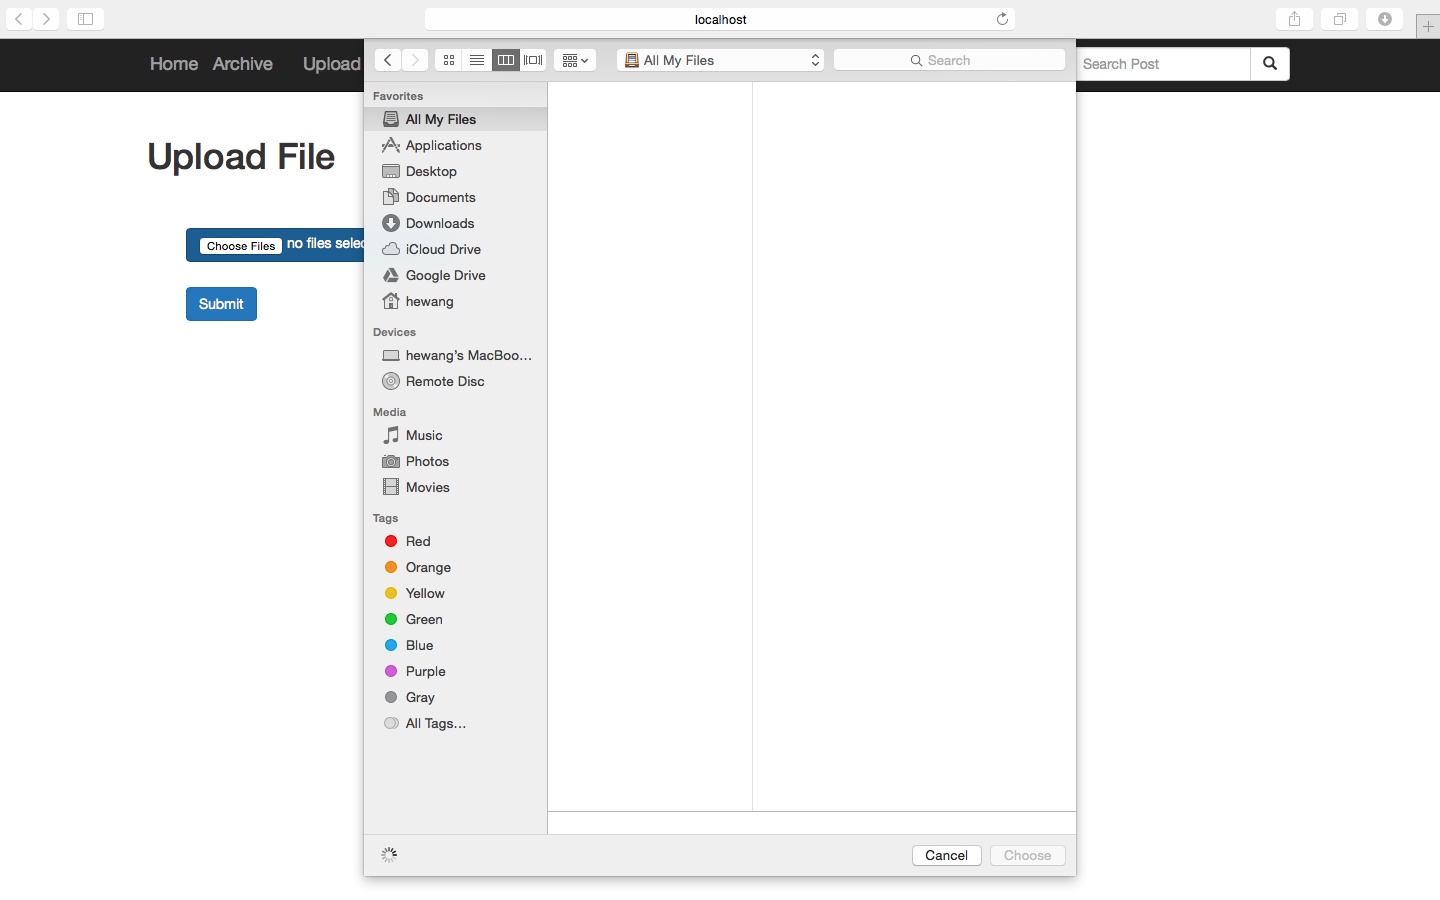 localhost
Home Archive Upload
All My Files
Search
Search Post
Upload File
Choose Files no files selec
Submit
Favorites
All My Files
Applications
Desktop
Documents
Downloads
iCloud Drive
Google Drive
hewang
Devices
hewang's MacBoo...
Remote Disc
Media
Music
Photos
Movies
Tags
Red
Orange
Yellow
Green
Blue
Purple
Gray
All Tags...
Cancel Choose